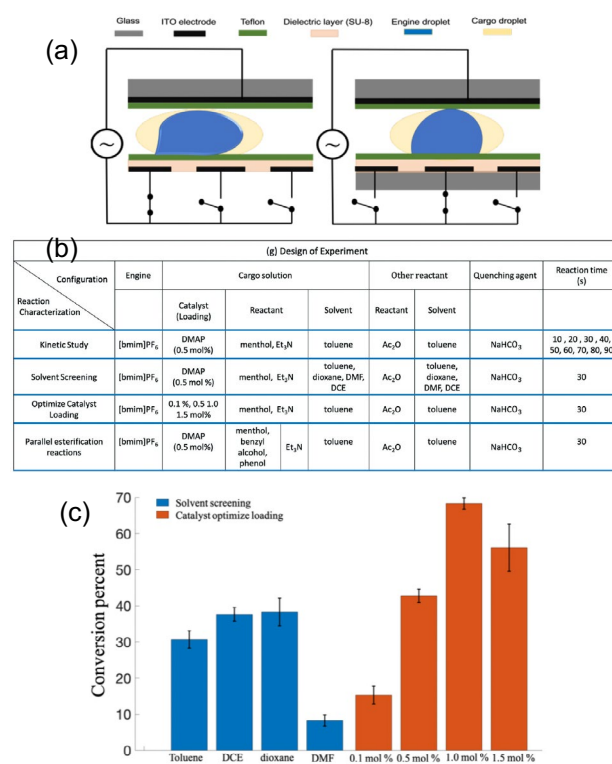 Glass ITO electrode Teflon Dielectric layer (SU-8) Engine droplet Cargo droplet
(a)
~ ~
(b)
(g) Design of Experiment
Configuration Engine Cargo solution Other reactant Quenching agent Reaction time (s)
Reaction Characterization
Catalyst (Loading) Reactant Solvent Reactant Solvent
Kinetic Study [bmim]PF₆ DMAP (0.5 mol%) menthol, Et₃N toluene Ac₂O toluene NaHCO₃ 10 , 20 , 30 , 40, 50, 60, 70, 80, 90
Solvent Screening [bmim]PF₆ DMAP (0.5 mol%) menthol, Et₃N toluene, dioxane, DMF, DCE Ac₂O toluene, dioxane, DMF, DCE NaHCO₃ 30
Optimize Catalyst Loading [bmim]PF₆ 0.1 %, 0.5 1.0 1.5 mol% menthol, Et₃N toluene Ac₂O toluene NaHCO₃ 30
Parallel esterification reactions [bmim]PF₆ DMAP (0.5 mol%) menthol, benzyl alcohol, phenol Et₃N toluene Ac₂O toluene NaHCO₃ 30
(c)
Solvent screening
Catalyst optimize loading
Conversion percent
70
60
50
40
30
20
10
0
Toluene DCE dioxane DMF 0.1 mol % 0.5 mol % 1.0 mol % 1.5 mol %